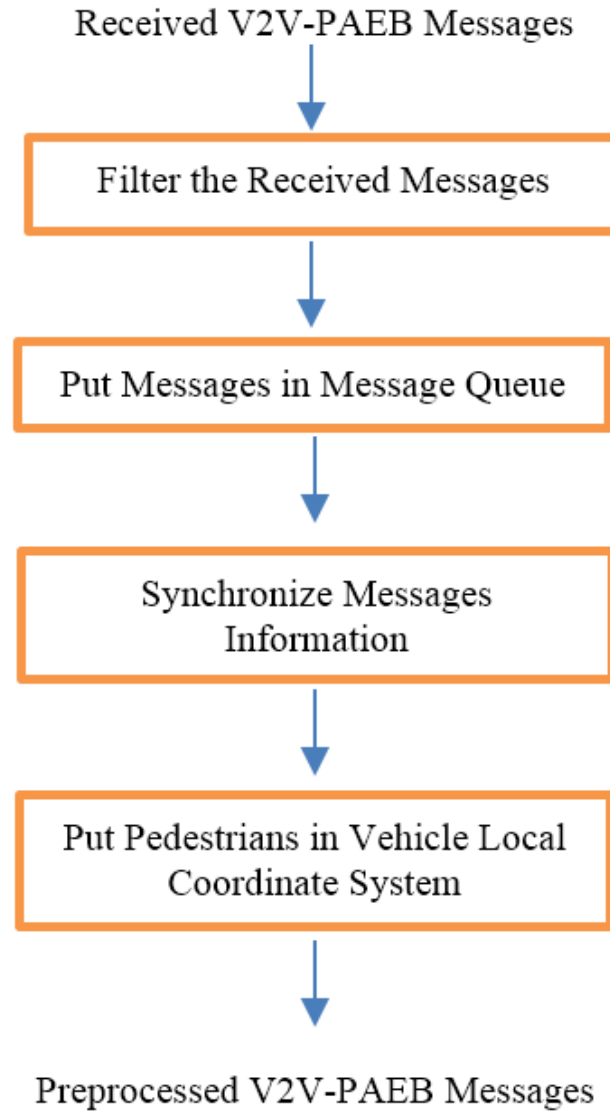 Received V2V-PAEB Messages
Filter the Received Messages
Put Messages in Message Queue
Synchronize Messages
Information
Put Pedestrians in Vehicle Local
Coordinate System
Preprocessed V2V-PAEB Messages